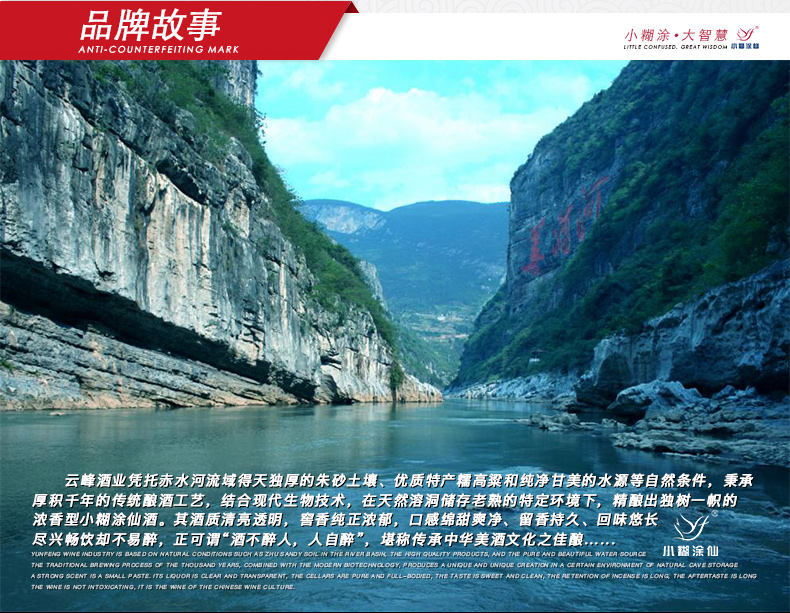 品牌故事
ANTI-COUNTERFEITING MARK
小糊涂·大智慧
LITTLE CONFUSED, GREAT WISDOM 小糊涂仙
美酒河
云峰酒业凭托赤水河流域得天独厚的朱砂土壤、优质特产糯高粱和纯净甘美的水源等自然条件，秉承
厚积千年的传统酿酒工艺，结合现代生物技术，在天然溶洞储存老熟的特定环境下，精酿出独树一帜的
浓香型小糊涂仙酒。其酒质清亮透明，窖香纯正浓郁，口感绵甜爽净、留香持久、回味悠长
尽兴畅饮却不易醉，正可谓“酒不醉人，人自醉”，堪称传承中华美酒文化之佳酿……
小糊涂仙
YUNFENG WINE INDUSTRY IS BASED ON NATURAL CONDITIONS SUCH AS ZHU SANDY SOIL IN THE RIVER BASIN, THE HIGH QUALITY PRODUCTS, AND THE PURE AND BEAUTIFUL WATER SOURCE
THE TRADITIONAL BREWING PROCESS OF THE THOUSAND YEARS, COMBINED WITH THE MODERN BIOTECHNOLOGY, PRODUCES A UNIQUE AND UNIQUE CREATION IN A CERTAIN ENVIRONMENT OF NATURAL CAVE STORAGE
A STRONG SCENT IS A SMALL PASTE. ITS LIQUOR IS CLEAR AND TRANSPARENT, THE CELLARS ARE PURE AND FULL-BODIED, THE TASTE IS SWEET AND CLEAN, THE RETENTION OF INCENSE IS LONG, THE AFTERTASTE IS LONG
THE WINE IS NOT INTOXICATING, IT IS THE WINE OF THE CHINESE WINE CULTURE.